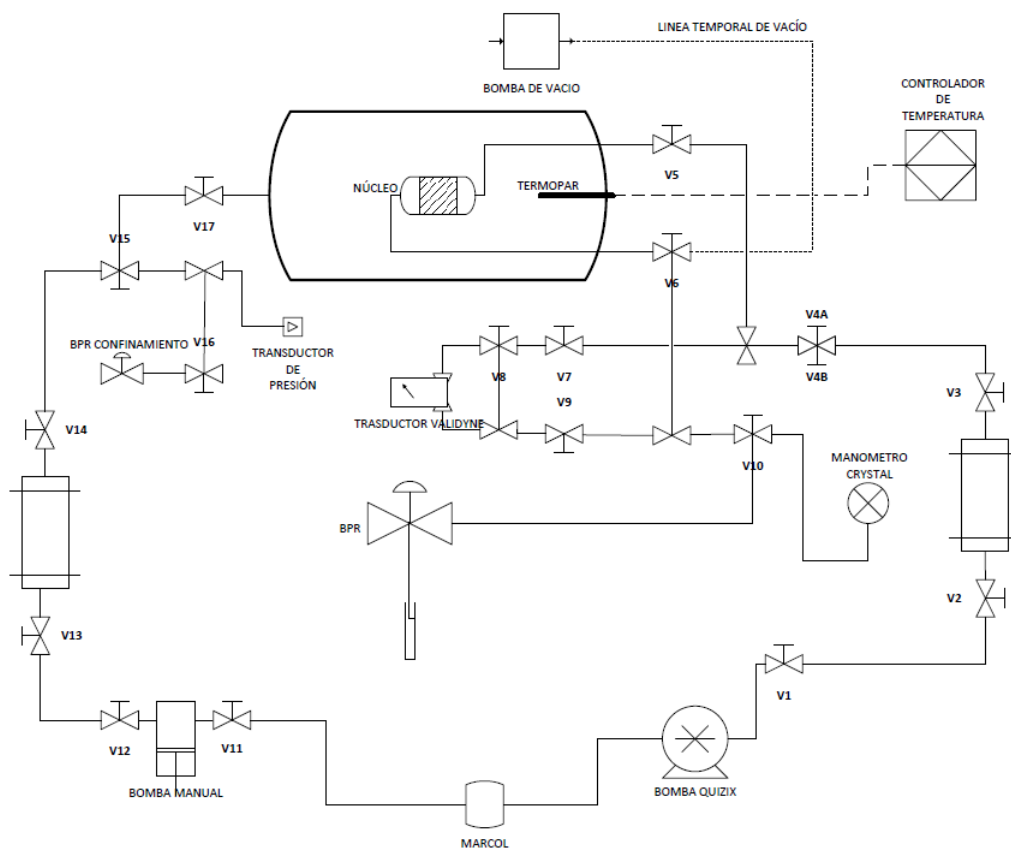 LINEA TEMPORAL DE VACÍO
BOMBA DE VACIO
CONTROLADOR
DE
TEMPERATURA
V5
NÚCLEO
TERMOPAR
V17
V15
V6
V4A
BPR CONFINAMIENTO
V16
TRANSDUCTOR
DE
PRESIÓN
V8
V7
V4B
V3
V9
TRASDUCTOR VALIDYNE
V14
V10
MANOMETRO
CRYSTAL
BPR
V2
V13
V1
V12
V11
BOMBA MANUAL
BOMBA QUIZIX
MARCOL